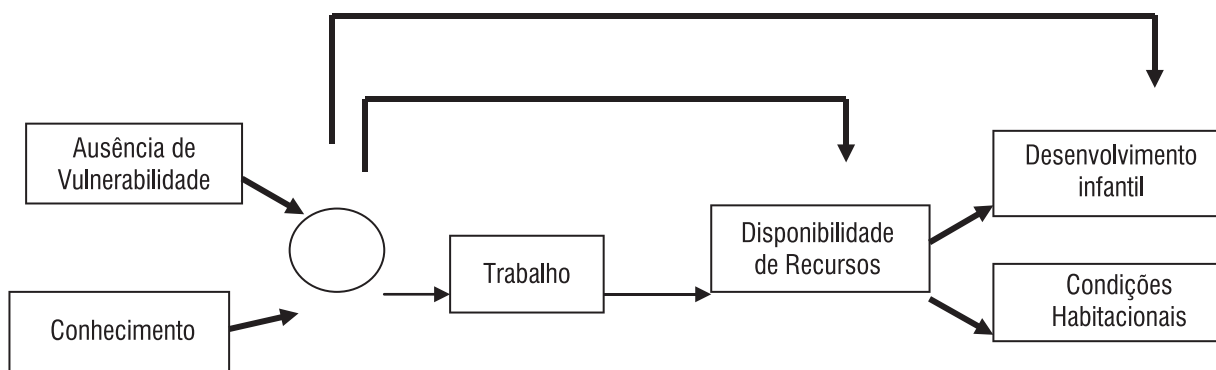 Ausência de
Vulnerabilidade
Conhecimento
Trabalho
Disponibilidade
de Recursos
Desenvolvimento
infantil
Condições
Habitacionais